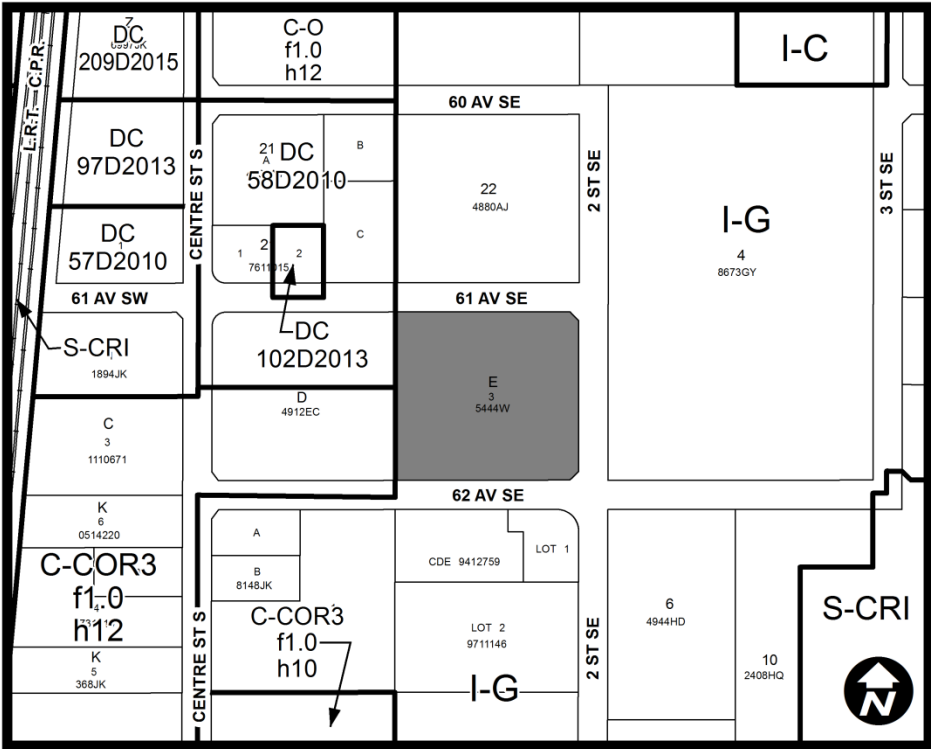 7
DC
209D2015
C-O
f1.0
h12
I-C
L.R.T.
C.P.R.
60 AV SE
DC
97D2013
CENTRE ST S
21
A
DC
58D2010
B
22
4880AJ
2 ST SE
I-G
4
8673GY
3 ST SE
DC
1
57D2010
1
2
2
C
61 AV SW
61 AV SE
S-CRI
1894JK
DC
102D2013
D
4912EC
E
3
5444W
C
3
1110671
62 AV SE
K
6
0514220
A
B
8148JK
CDE 9412759
LOT 1
C-COR3
f1.0
h12
C-COR3
f1.0
h10
LOT 2
9711146
I-G
2 ST SE
6
4944HD
10
2408HQ
S-CRI
K
5
368JK
CENTRE ST S
N